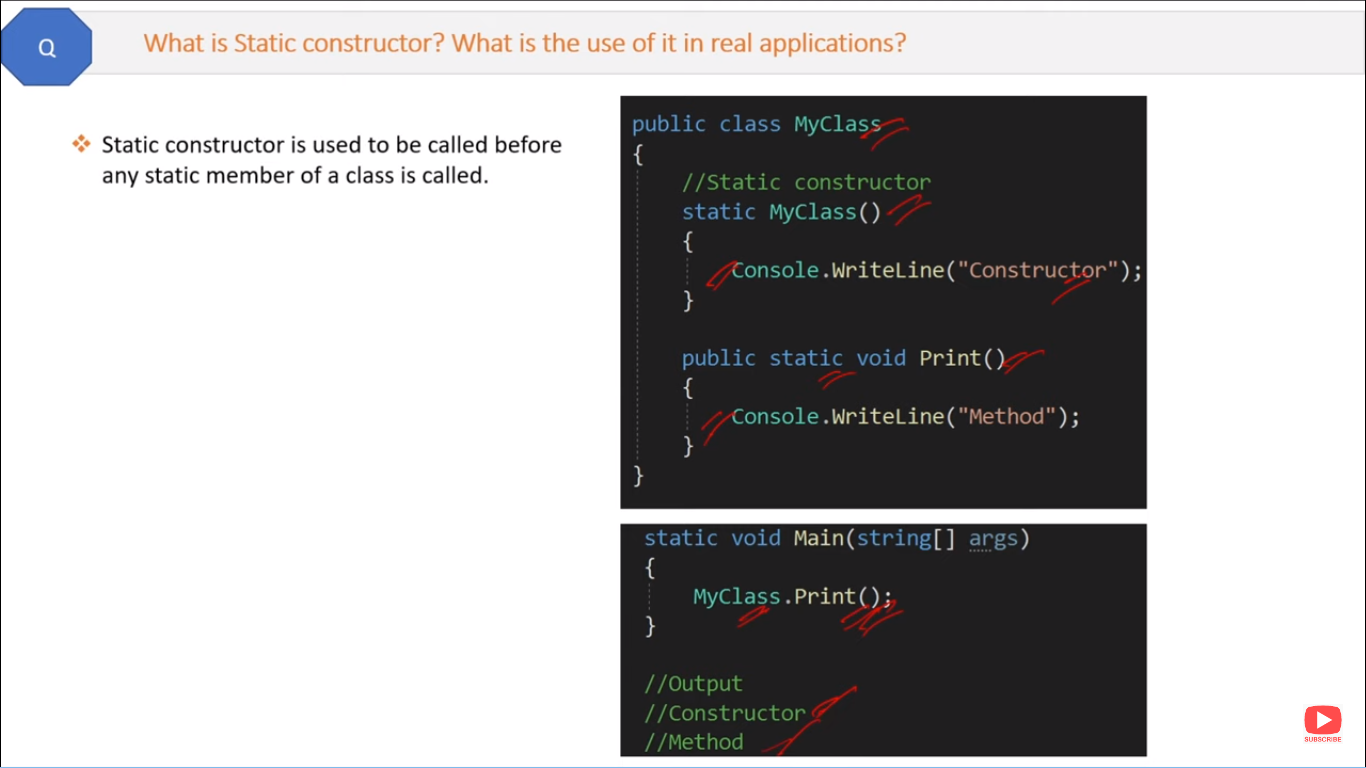 Q
What is Static constructor? What is the use of it in real applications?
Static constructor is used to be called before
any static member of a class is called.
public class MyClass
{
//Static constructor
static MyClass()
{
Console.WriteLine("Constructor");
}
public static void Print()
{
Console.WriteLine("Method");
}
}
static void Main(string[] args)
{
MyClass.Print();
}
//Output
//Constructor
//Method
SUBSCRIBE